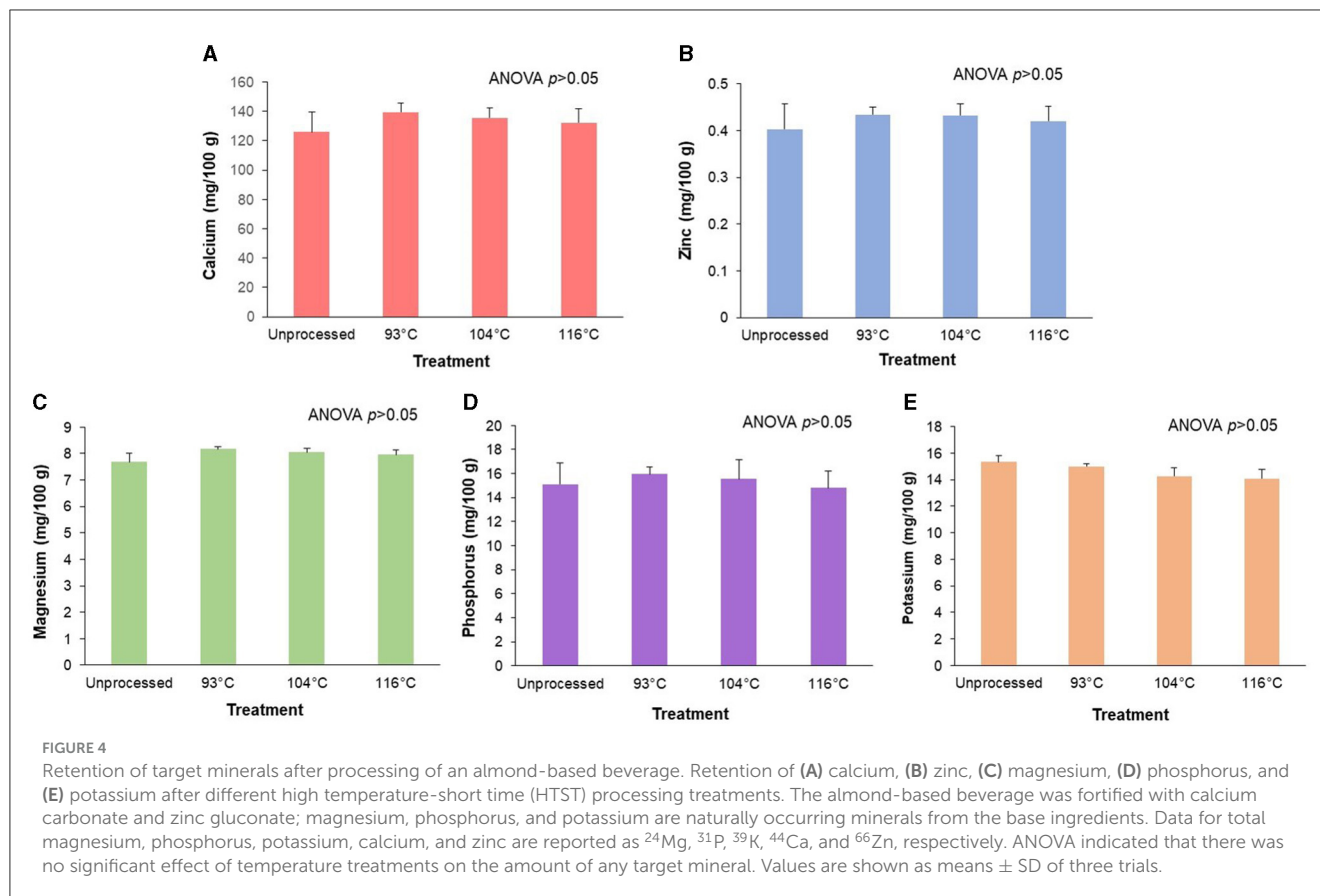 A
ANOVA p>0.05
160
140
120
100
80
60
40
20
0
Calcium (mg/100 g)
Unprocessed 93°C 104°C 116°C
Treatment
B
ANOVA p>0.05
0.5
0.4
0.3
0.2
0.1
0
Zinc (mg/100 g)
Unprocessed 93°C 104°C 116°C
Treatment
C
ANOVA p>0.05
9
8
7
6
5
4
3
2
1
0
Magnesium (mg/100 g)
Unprocessed 93°C 104°C 116°C
Treatment
D
ANOVA p>0.05
20
18
16
14
12
10
8
6
4
2
0
Phosphorus (mg/100 g)
Unprocessed 93°C 104°C 116°C
Treatment
E
ANOVA p>0.05
18
16
14
12
10
8
6
4
2
0
Potassium (mg/100 g)
Unprocessed 93°C 104°C 116°C
Treatment
FIGURE 4
Retention of target minerals after processing of an almond-based beverage. Retention of (A) calcium, (B) zinc, (C) magnesium, (D) phosphorus, and
(E) potassium after different high temperature-short time (HTST) processing treatments. The almond-based beverage was fortified with calcium
carbonate and zinc gluconate; magnesium, phosphorus, and potassium are naturally occurring minerals from the base ingredients. Data for total
magnesium, phosphorus, potassium, calcium, and zinc are reported as ²⁴Mg, ³¹P, ³⁹K, ⁴⁴Ca, and ⁶⁶Zn, respectively. ANOVA indicated that there was
no significant effect of temperature treatments on the amount of any target mineral. Values are shown as means ± SD of three trials.